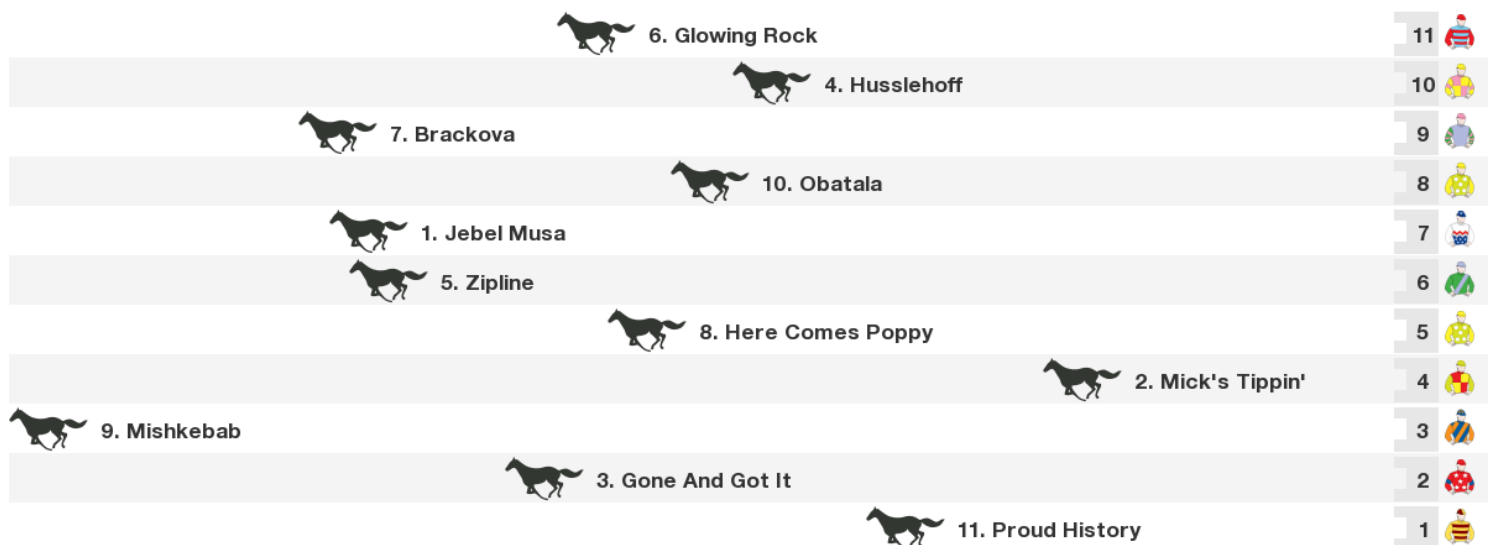 6. Glowing Rock 11
4. Husslehoff 10
7. Brackova 9
10. Obatala 8
1. Jebel Musa 7
5. Zipline 6
8. Here Comes Poppy 5
2. Mick's Tippin' 4
9. Mishkebab 3
3. Gone And Got It 2
11. Proud History 1